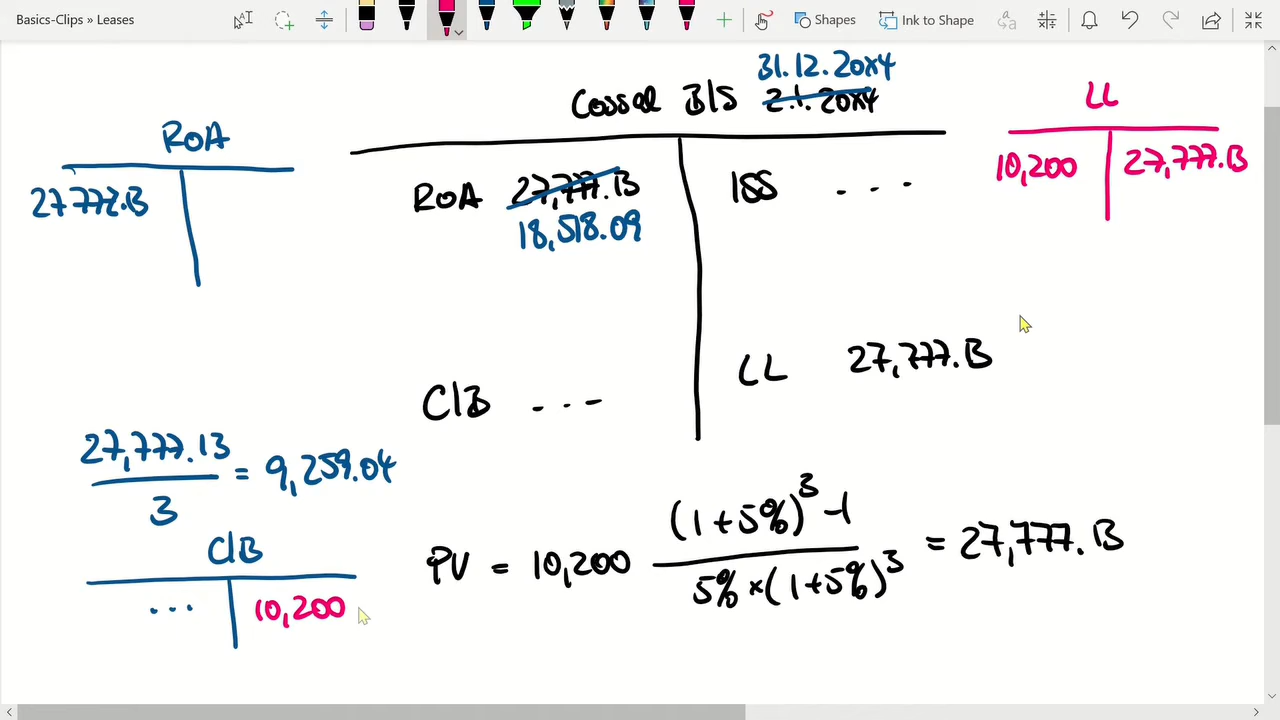 Basics-Clips » Leases
Shapes
Ink to Shape
31.12.20x4
Cossar B/S 2.1.20x4
LL
ROA
10,200 27,777.13
27,777.13
ROA 27,777.13
ISS ...
18,518.09
LL 27,777.13
C/B ...
27,777.13
3
= 9,259.04
C/B
... 10,200
PV = 10,200 (1+5%)³ -1
5% × (1+5%)³
= 27,777.13